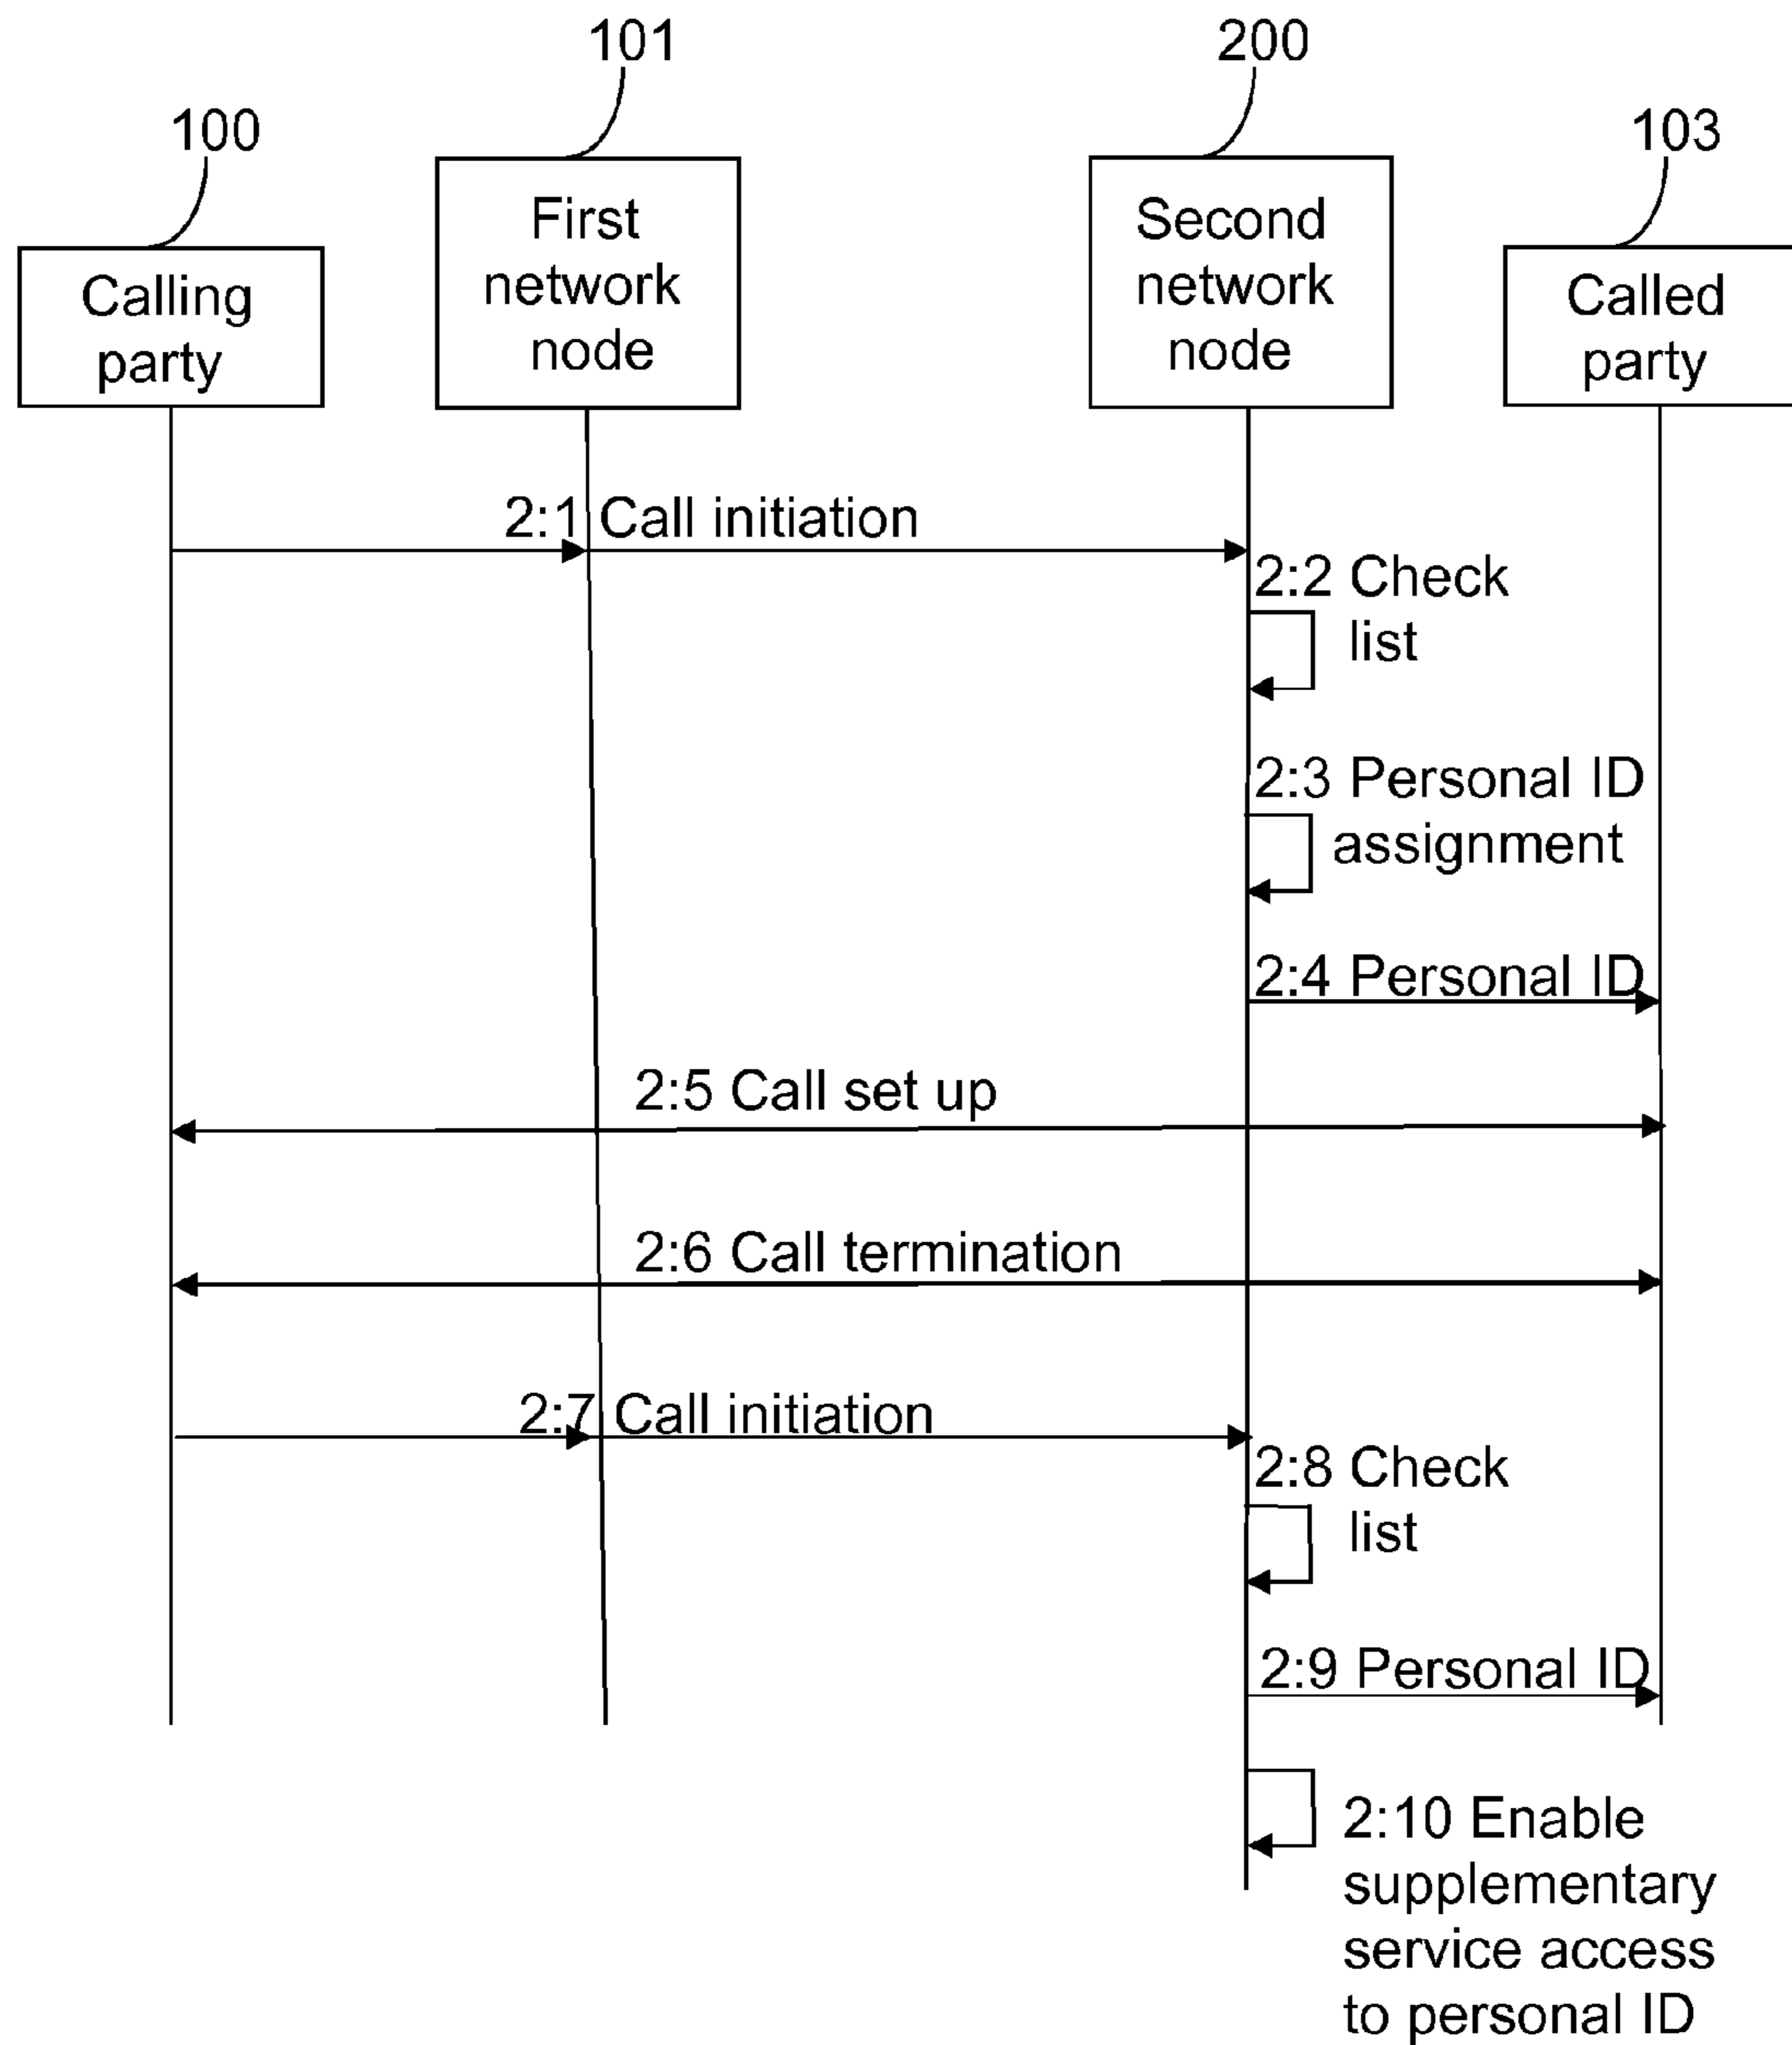 101
200
100
103
First
network
node
Second
network
node
Calling
party
Called
party
2:1 Call initiation
2:2 Check
list
2:3 Personal ID
assignment
2:4 Personal ID
2:5 Call set up
2:6 Call termination
2:7 Call initiation
2:8 Check
list
2:9 Personal ID
2:10 Enable
supplementary
service access
to personal ID